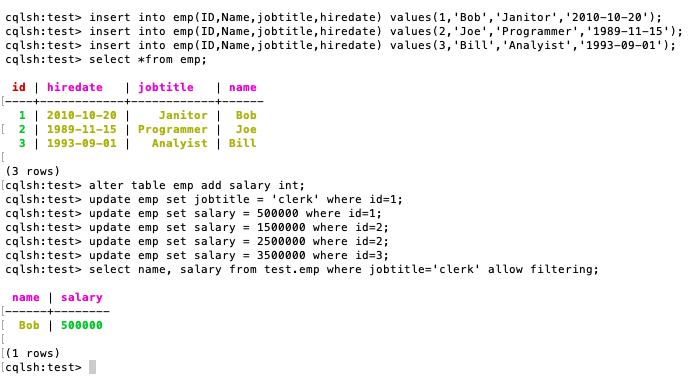 cqlsh:test> insert into emp(ID,Name,jobtitle,hiredate) values(1,'Bob','Janitor','2010-10-20');
cqlsh:test> insert into emp(ID,Name,jobtitle,hiredate) values(2,'Joe','Programmer','1989-11-15');
cqlsh:test> insert into emp(ID,Name,jobtitle,hiredate) values(3,'Bill','Analyist','1993-09-01');
cqlsh:test> select *from emp;
 id | hiredate   | jobtitle   | name
[----+------------+------------+------
  1 | 2010-10-20 |    Janitor |  Bob
[  2 | 1989-11-15 | Programmer |  Joe
  3 | 1993-09-01 |   Analyist | Bill
[
(3 rows)
[cqlsh:test> alter table emp add salary int;
cqlsh:test> update emp set jobtitle = 'clerk' where id=1;
cqlsh:test> update emp set salary = 500000 where id=1;
cqlsh:test> update emp set salary = 1500000 where id=2;
cqlsh:test> update emp set salary = 2500000 where id=2;
cqlsh:test> update emp set salary = 3500000 where id=3;
cqlsh:test> select name, salary from test.emp where jobtitle='clerk' allow filtering;
 name | salary
[------+--------
[  Bob | 500000
[
[(1 rows)
[cqlsh:test>